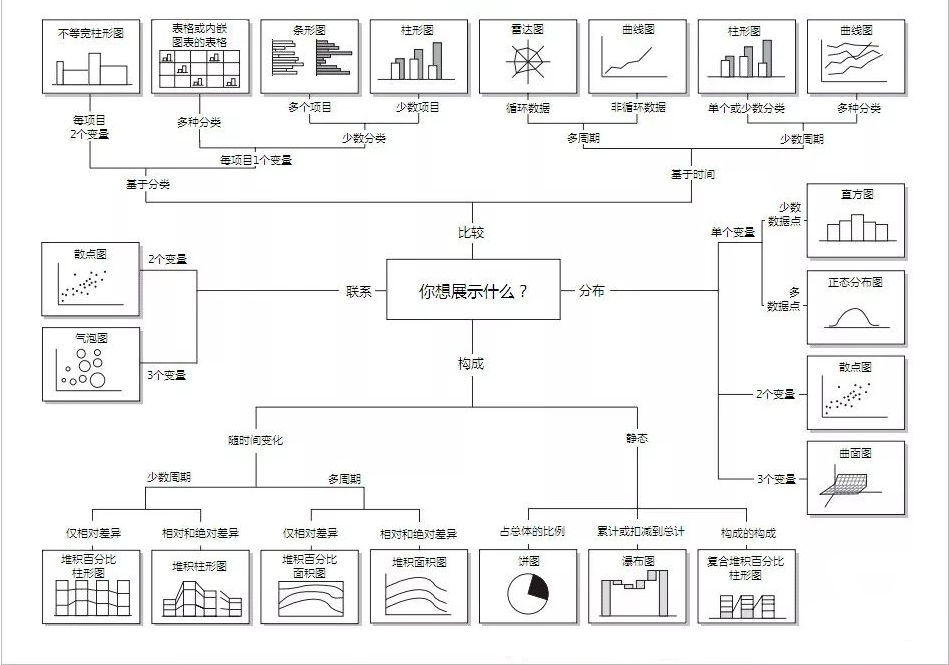 不等宽柱形图
表格或内嵌
图表的表格
条形图
柱形图
雷达图
曲线图
柱形图
曲线图
每项目
2个变量
多种分类
多个项目
少数项目
循环数据
非循环数据
单个或少数分类
多种分类
少数分类
多周期
少数周期
每项目1个变量
基于分类
基于时间
比较
散点图
2个变量
气泡图
3个变量
联系
你想展示什么？
分布
单个变量
少数
数据点
直方图
多
数据点
正态分布图
2个变量
散点图
3个变量
曲面图
构成
随时间变化
静态
少数周期
多周期
仅相对差异
相对和绝对差异
仅相对差异
相对和绝对差异
占总体的比例
累计或扣减到总计
构成的构成
堆积百分比
柱形图
堆积柱形图
堆积百分比
面积图
堆积面积图
饼图
瀑布图
复合堆积百分比
柱形图